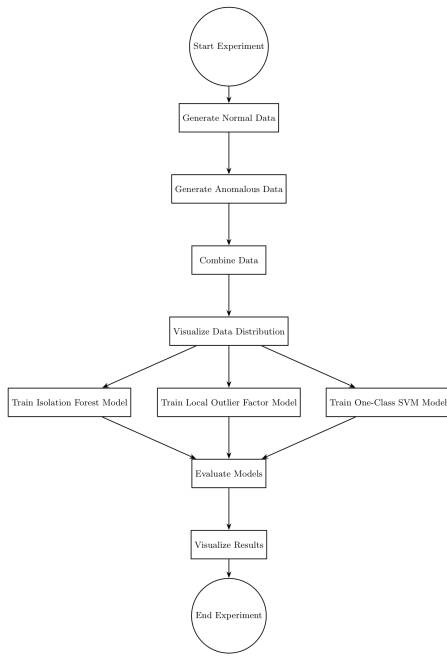 Start Experiment
Generate Normal Data
Generate Anomalous Data
Combine Data
Visualize Data Distribution
Train Isolation Forest Model
Train Local Outlier Factor Model
Train One-Class SVM Model
Evaluate Models
Visualize Results
End Experiment